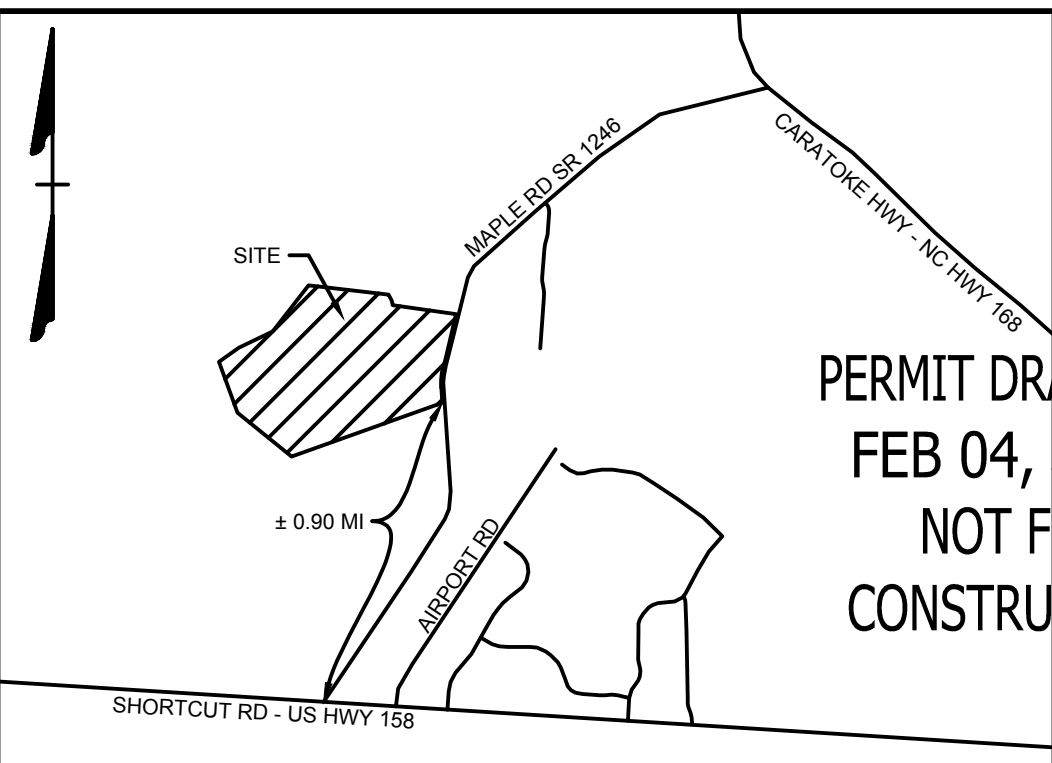 MAPLE RD SR 1246
CARATOKE HWY - NC HWY 168
SITE
PERMIT DRA
FEB 04,
NOT F
CONSTRU
± 0.90 MI
AIRPORT RD
SHORTCUT RD - US HWY 158